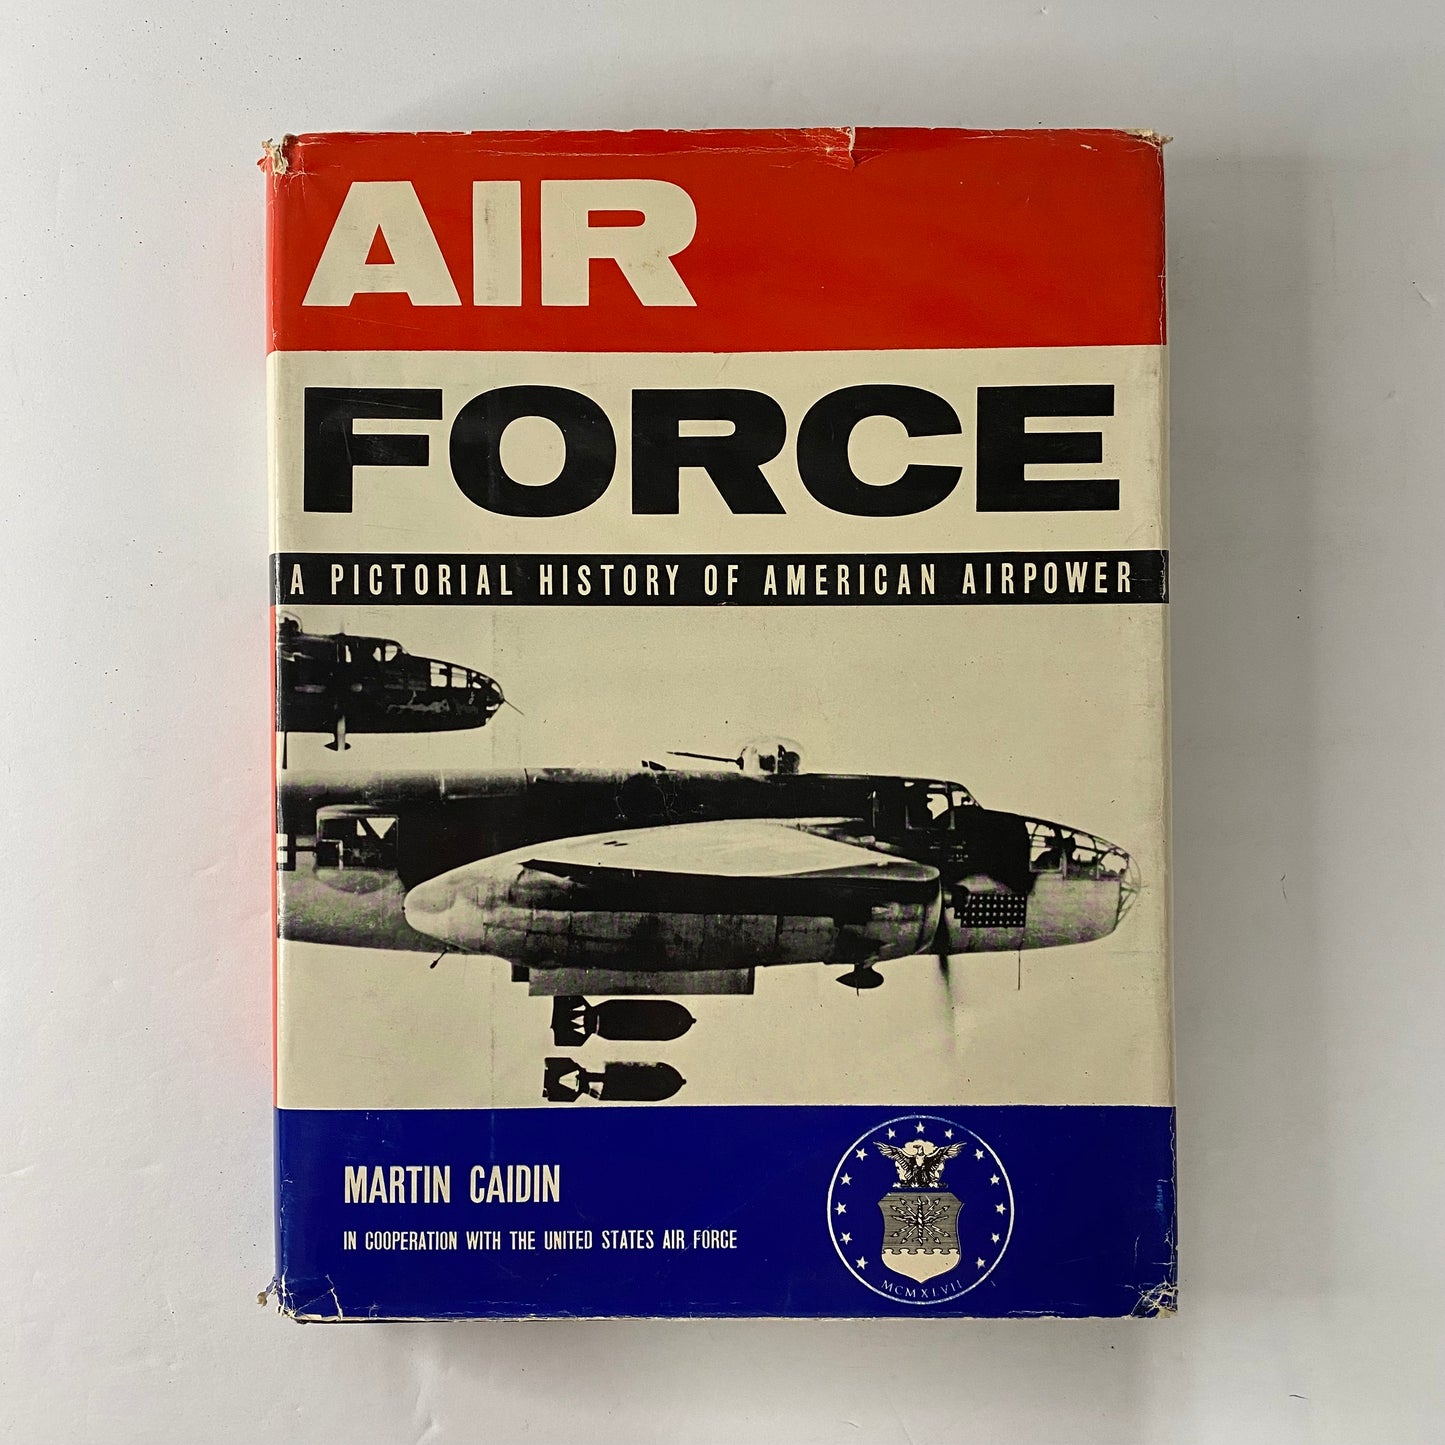 AIR
FORCE
A PICTORIAL HISTORY OF AMERICAN AIRPOWER
MARTIN CAIDIN
IN COOPERATION WITH THE UNITED STATES AIR FORCE
MCMXLVII